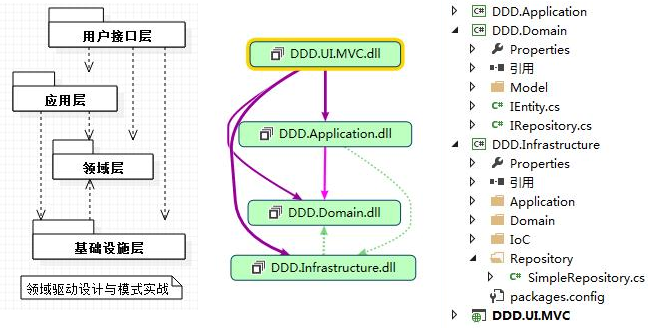 用户接口层
应用层
领域层
基础设施层
领域驱动设计与模式实战
DDD.UI.MVC.dll
DDD.Application.dll
DDD.Domain.dll
DDD.Infrastructure.dll
DDD.Application
DDD.Domain
Properties
引用
Model
IEntity.cs
IRepository.cs
DDD.Infrastructure
Properties
引用
Application
Domain
IoC
Repository
SimpleRepository.cs
packages.config
DDD.UI.MVC